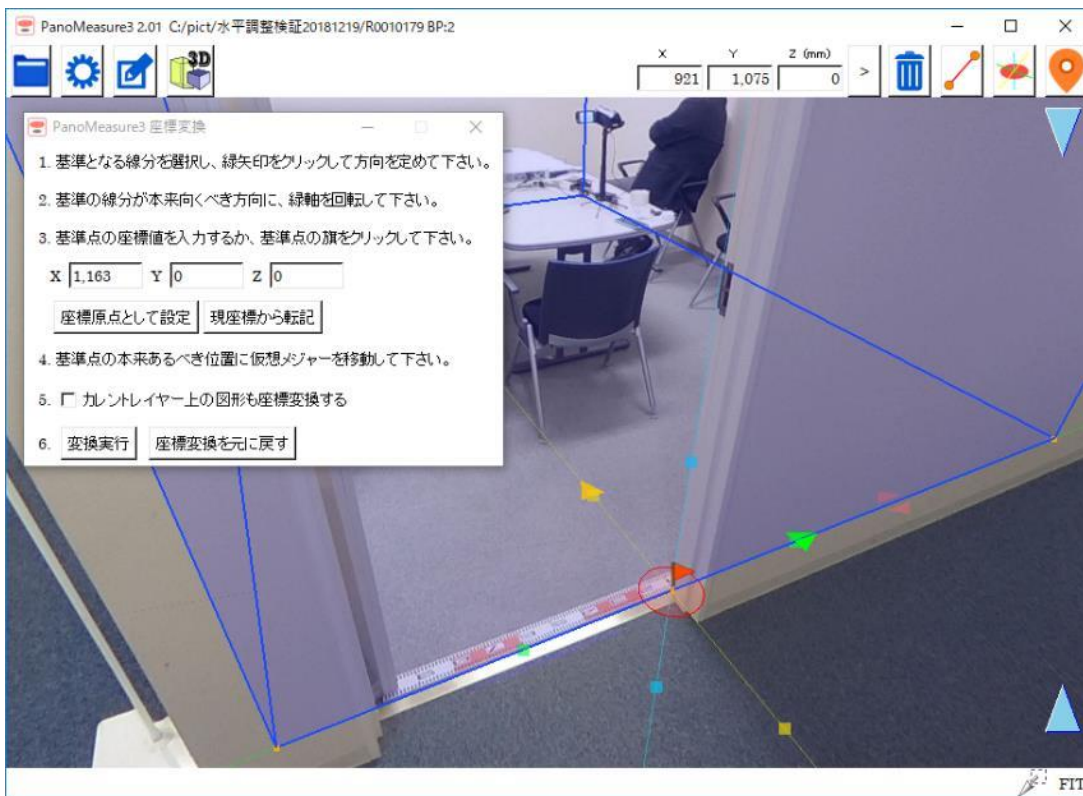 PanoMeasure3 2.01 C:/pict/水平調整検証20181219/R0010179 BP:2
X Y Z (mm)
921 1,075 0 >
3D
PanoMeasure3 座標変換
1. 基準となる線分を選択し、緑矢印をクリックして方向を定めて下さい。
2. 基準の線分が本来向くべき方向に、緑軸を回転して下さい。
3. 基準点の座標値を入力するか、基準点の旗をクリックして下さい。
X 1,163 Y 0 Z 0
座標原点として設定 現座標から転記
4. 基準点の本来あるべき位置に仮想メジャーを移動して下さい。
5. カレントレイヤー上の図形も座標変換する
6. 変換実行 座標変換を元に戻す
FIT